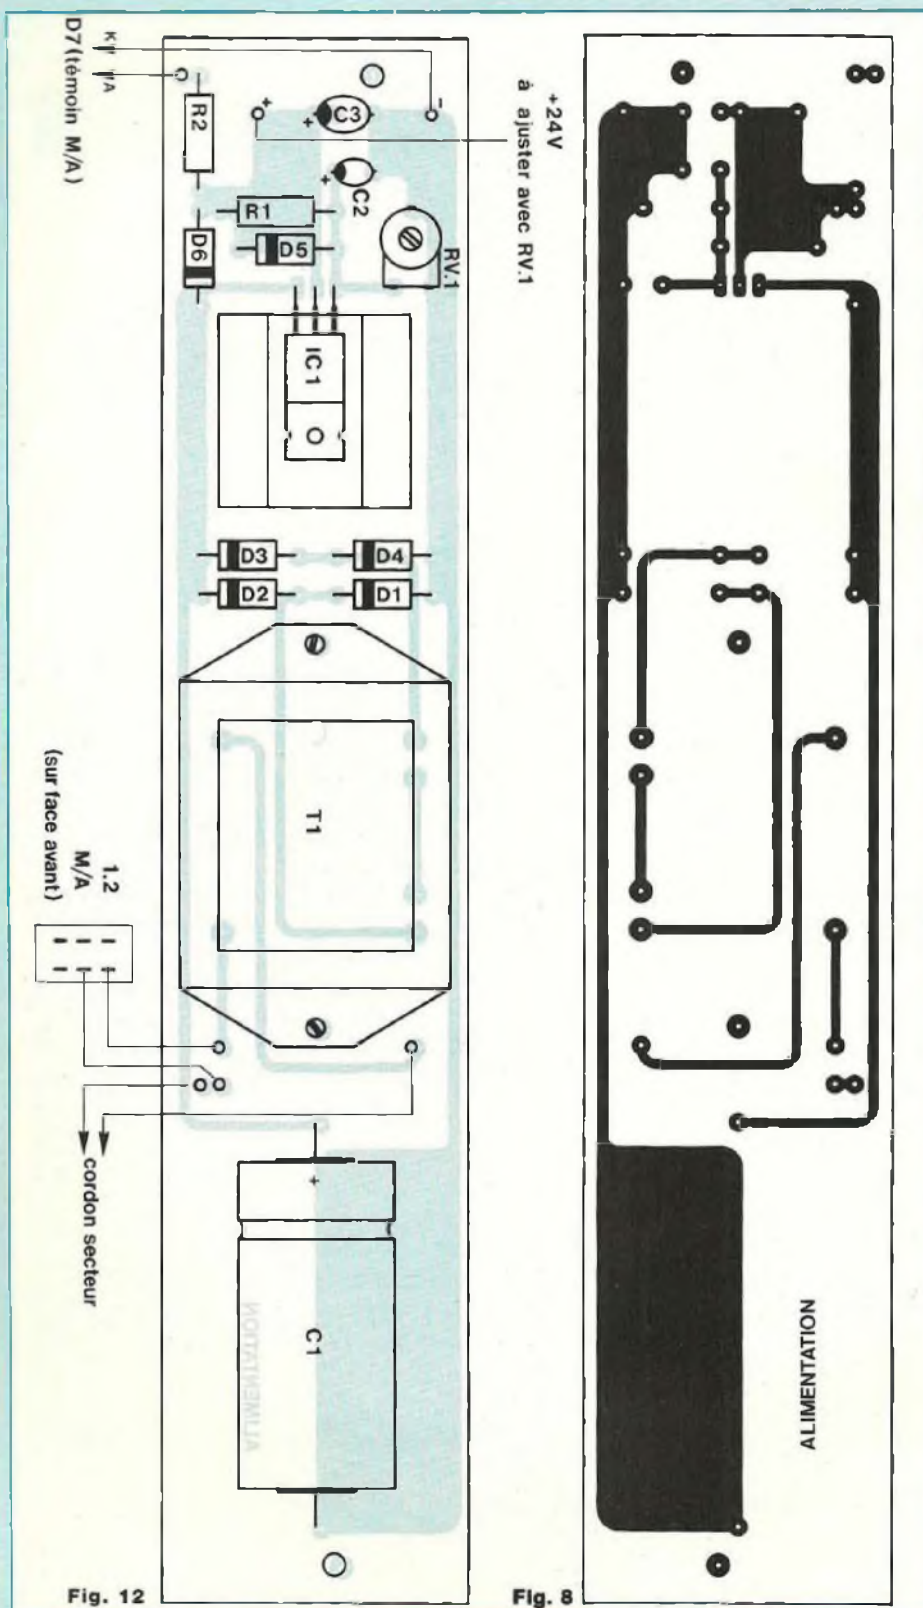 D7 (témoin M/A)
K
A
R2
+
C3
+
-
+
C2
R1
D5
D6
RV.1
+24V
à ajuster avec RV.1
IC1
D3
D4
D2
D1
T1
1.2
M/A
(sur face avant)
cordon secteur
+
C1
ALIMENTATION
Fig. 12
ALIMENTATION
Fig. 8